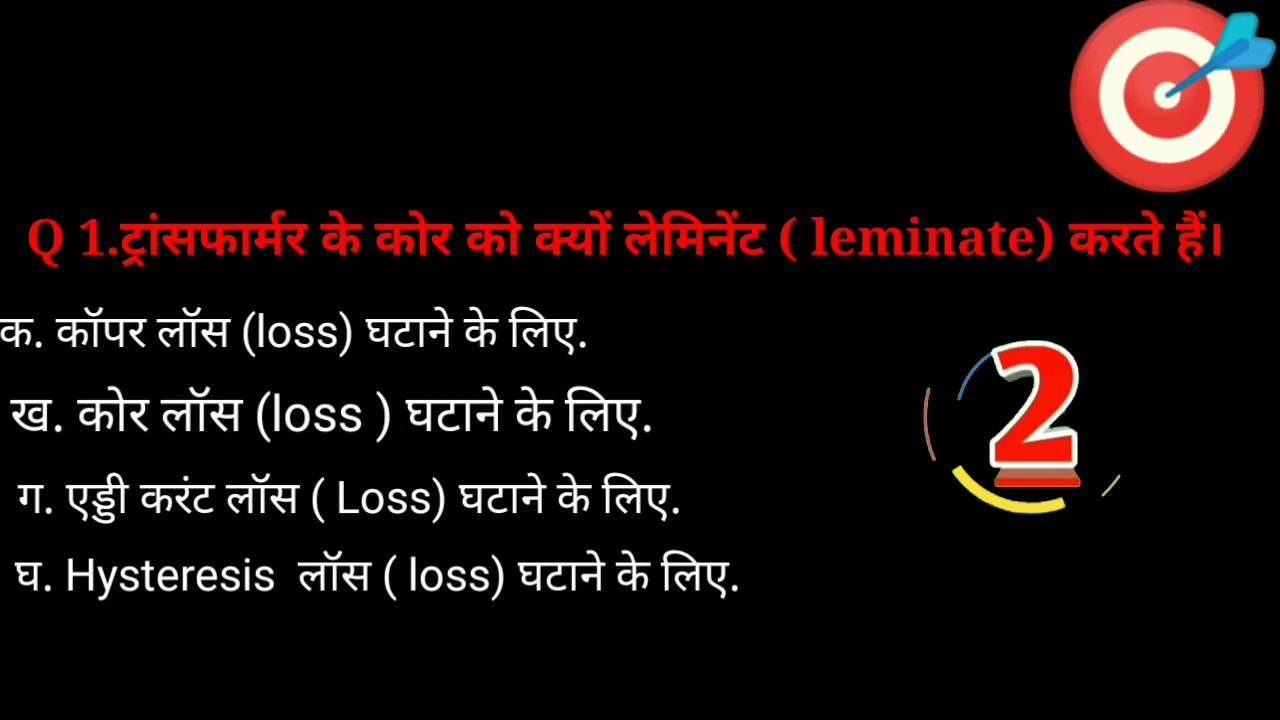 Q 1.ट्रांसफार्मर के कोर को क्यों लेमिनेंट ( leminate) करते हैं।
क. कॉपर लॉस (loss) घटाने के लिए.
ख. कोर लॉस (loss ) घटाने के लिए.
ग. एड्डी करंट लॉस ( Loss) घटाने के लिए.
घ. Hysteresis लॉस ( loss) घटाने के लिए.
2